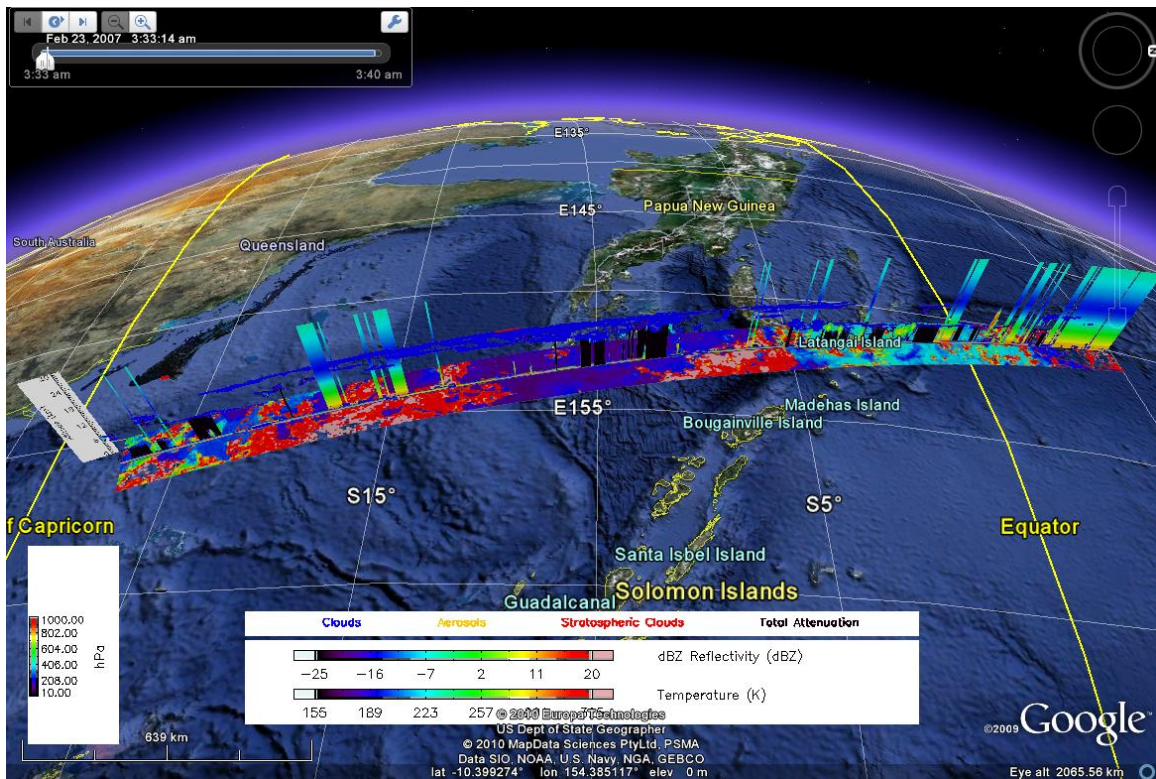 Feb 23, 2007   3:33:14 am
3:33 am
3:40 am
N
E135°
E145°
Papua New Guinea
South Australia
Queensland
Latangai Island
E155°
Madehas Island
Bougainville Island
S15°
S5°
f Capricorn
Equator
Santa Isbel Island
Solomon Islands
Guadalcanal
1000.00
802.00
604.00
406.00
208.00
10.00
hPa
Clouds Aerosols Stratospheric Clouds Total Attenuation
dBZ Reflectivity (dBZ)
-25 -16 -7 2 11 20
Temperature (K)
155 189 223 257
© 2010 Europa Technologies
US Dept of State Geographer
© 2010 MapData Sciences PtyLtd, PSMA
Data SIO, NOAA, U.S. Navy, NGA, GEBCO
639 km
©2009 Google™
lat -10.399274° lon 154.385117° elev 0 m
Eye alt 2065.56 km